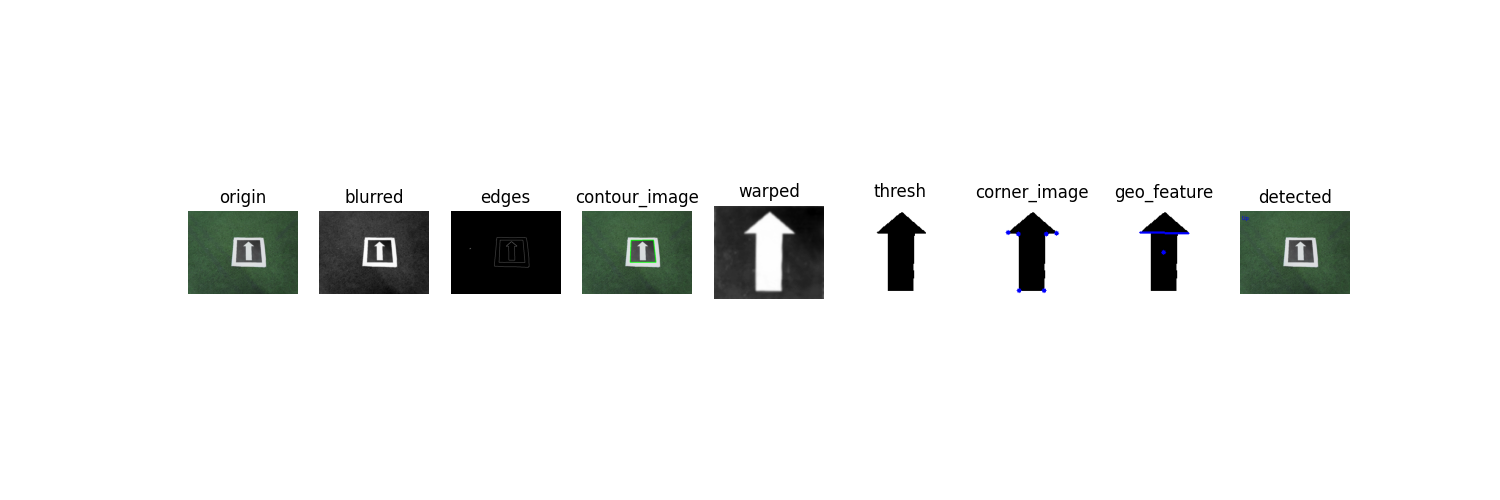 origin
blurred
edges
contour_image
warped
thresh
corner_image
geo_feature
detected